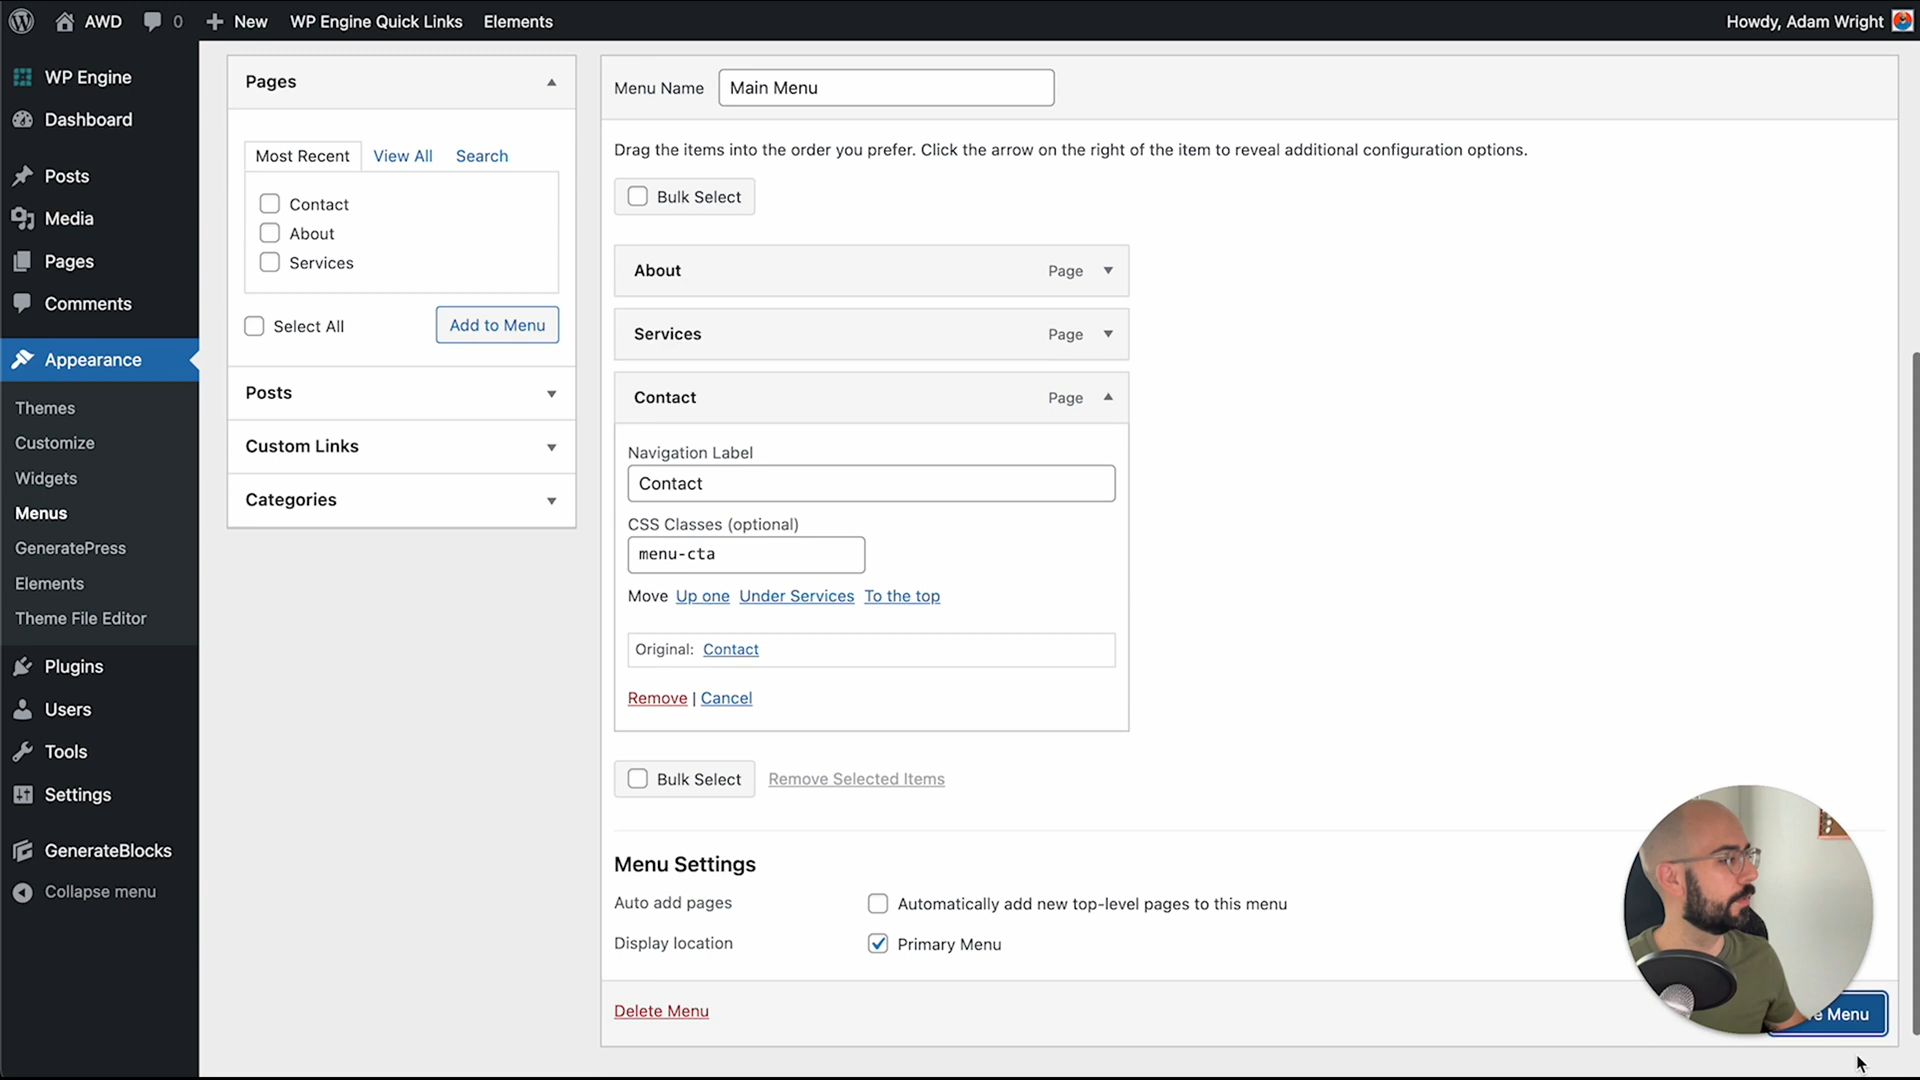 AWD 0 New WP Engine Quick Links Elements Howdy, Adam Wright
WP Engine
Dashboard
Posts
Media
Pages
Comments
Appearance
Themes
Customize
Widgets
Menus
GeneratePress
Elements
Theme File Editor
Plugins
Users
Tools
Settings
GenerateBlocks
Collapse menu
Pages
Most Recent View All Search
Contact
About
Services
Select All Add to Menu
Posts
Custom Links
Categories
Menu Name Main Menu
Drag the items into the order you prefer. Click the arrow on the right of the item to reveal additional configuration options.
Bulk Select
About Page
Services Page
Contact Page
Navigation Label
Contact
CSS Classes (optional)
menu-cta
Move Up one Under Services To the top
Original: Contact
Remove | Cancel
Bulk Select Remove Selected Items
Menu Settings
Auto add pages Automatically add new top-level pages to this menu
Display location Primary Menu
Delete Menu Menu